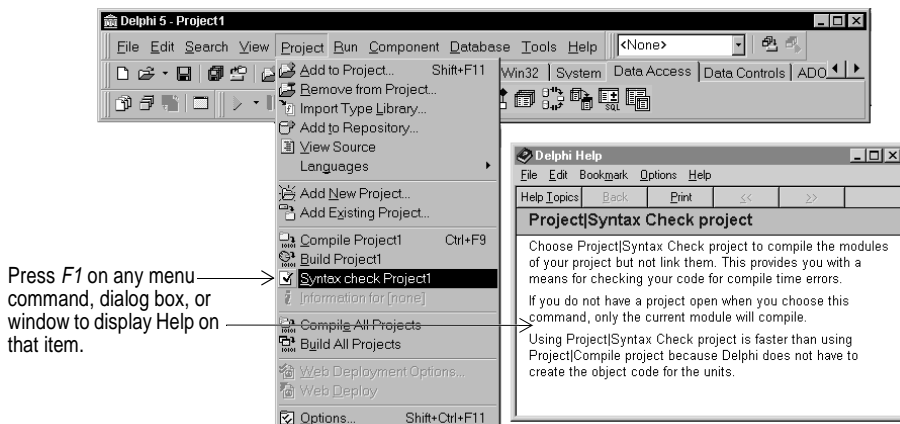 Delphi 5 - Project1
File Edit Search View Project Run Component Database Tools Help <None>
Add to Project... Shift+F11
Win32 System Data Access Data Controls ADO
Remove from Project...
Import Type Library...
SQL
Add to Repository...
View Source
Languages
Add New Project...
Add Existing Project...
Compile Project1 Ctrl+F9
Build Project1
Syntax check Project1
Information for [none]
Compile All Projects
Build All Projects
Web Deployment Options...
Web Deploy
Options... Shift+Ctrl+F11
Press F1 on any menu
command, dialog box, or
window to display Help on
that item.
Delphi Help
File Edit Bookmark Options Help
Help Topics Back Print << >>
Project|Syntax Check project
Choose Project|Syntax Check project to compile the modules
of your project but not link them. This provides you with a
means for checking your code for compile time errors.
If you do not have a project open when you choose this
command, only the current module will compile.
Using Project|Syntax Check project is faster than using
Project|Compile project because Delphi does not have to
create the object code for the units.